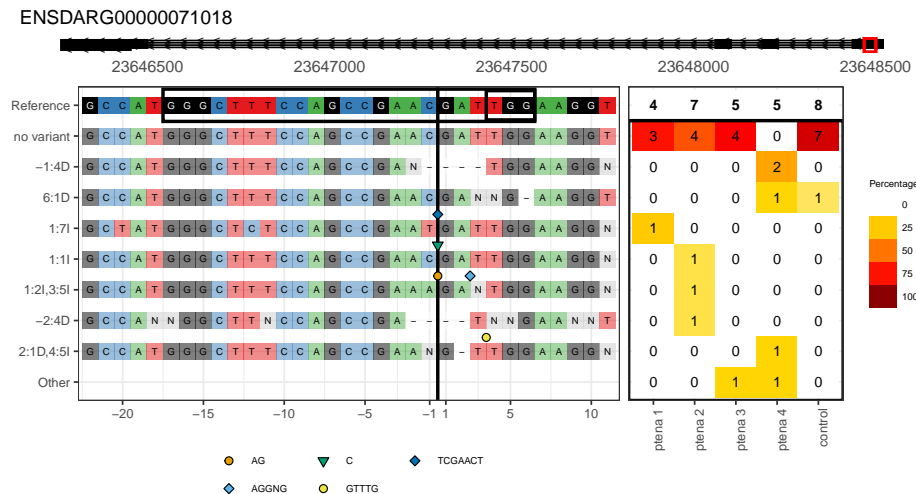 ENSDARG00000071018
23646500 23647000 23647500 23648000 23648500
Reference G C C A T G G G C T T T C C A G C C G A A C G A T T G G A A G G T 4 7 5 5 8
no variant G C C A T G G G C T T T C C A G C C G A A C G A T T G G A A G G T 3 4 4 0 7
−1:4D G C C A T G G G C T T T C C A G C C G A N - - - - T G G A A G G N 0 0 0 2 0
6:1D G C C A T G G G C T T T C C A G C C G A A C G A N N G - A A G G T 0 0 0 1 1
1:7I G C T A T G G G C T C T C C A G C C G A A T G A T T G G A A G G N 1 0 0 0 0
1:1I G C C A T G G G C T T T C C A G C C G A A C G A T T G G A A G G N 0 1 0 0 0
1:2I,3:5I G C C A T G G G C T T T C C A G C C G A A A G A N T G G A A G G N 0 1 0 0 0
−2:4D G C C A N N G G C T T N C C A G C C G A - - - - T N N G A A N N T 0 1 0 0 0
2:1D,4:5I G C C A T G G G C T T T C C A G C C G A A N G - T T G G A A G G N 0 0 0 1 0
Other 0 0 1 1 0
−20 −15 −10 −5 −1 1 5 10
ptena 1 ptena 2 ptena 3 ptena 4 control
Percentage
0
25
50
75
100
AG C TCGAACT
AGGNG GTTTG